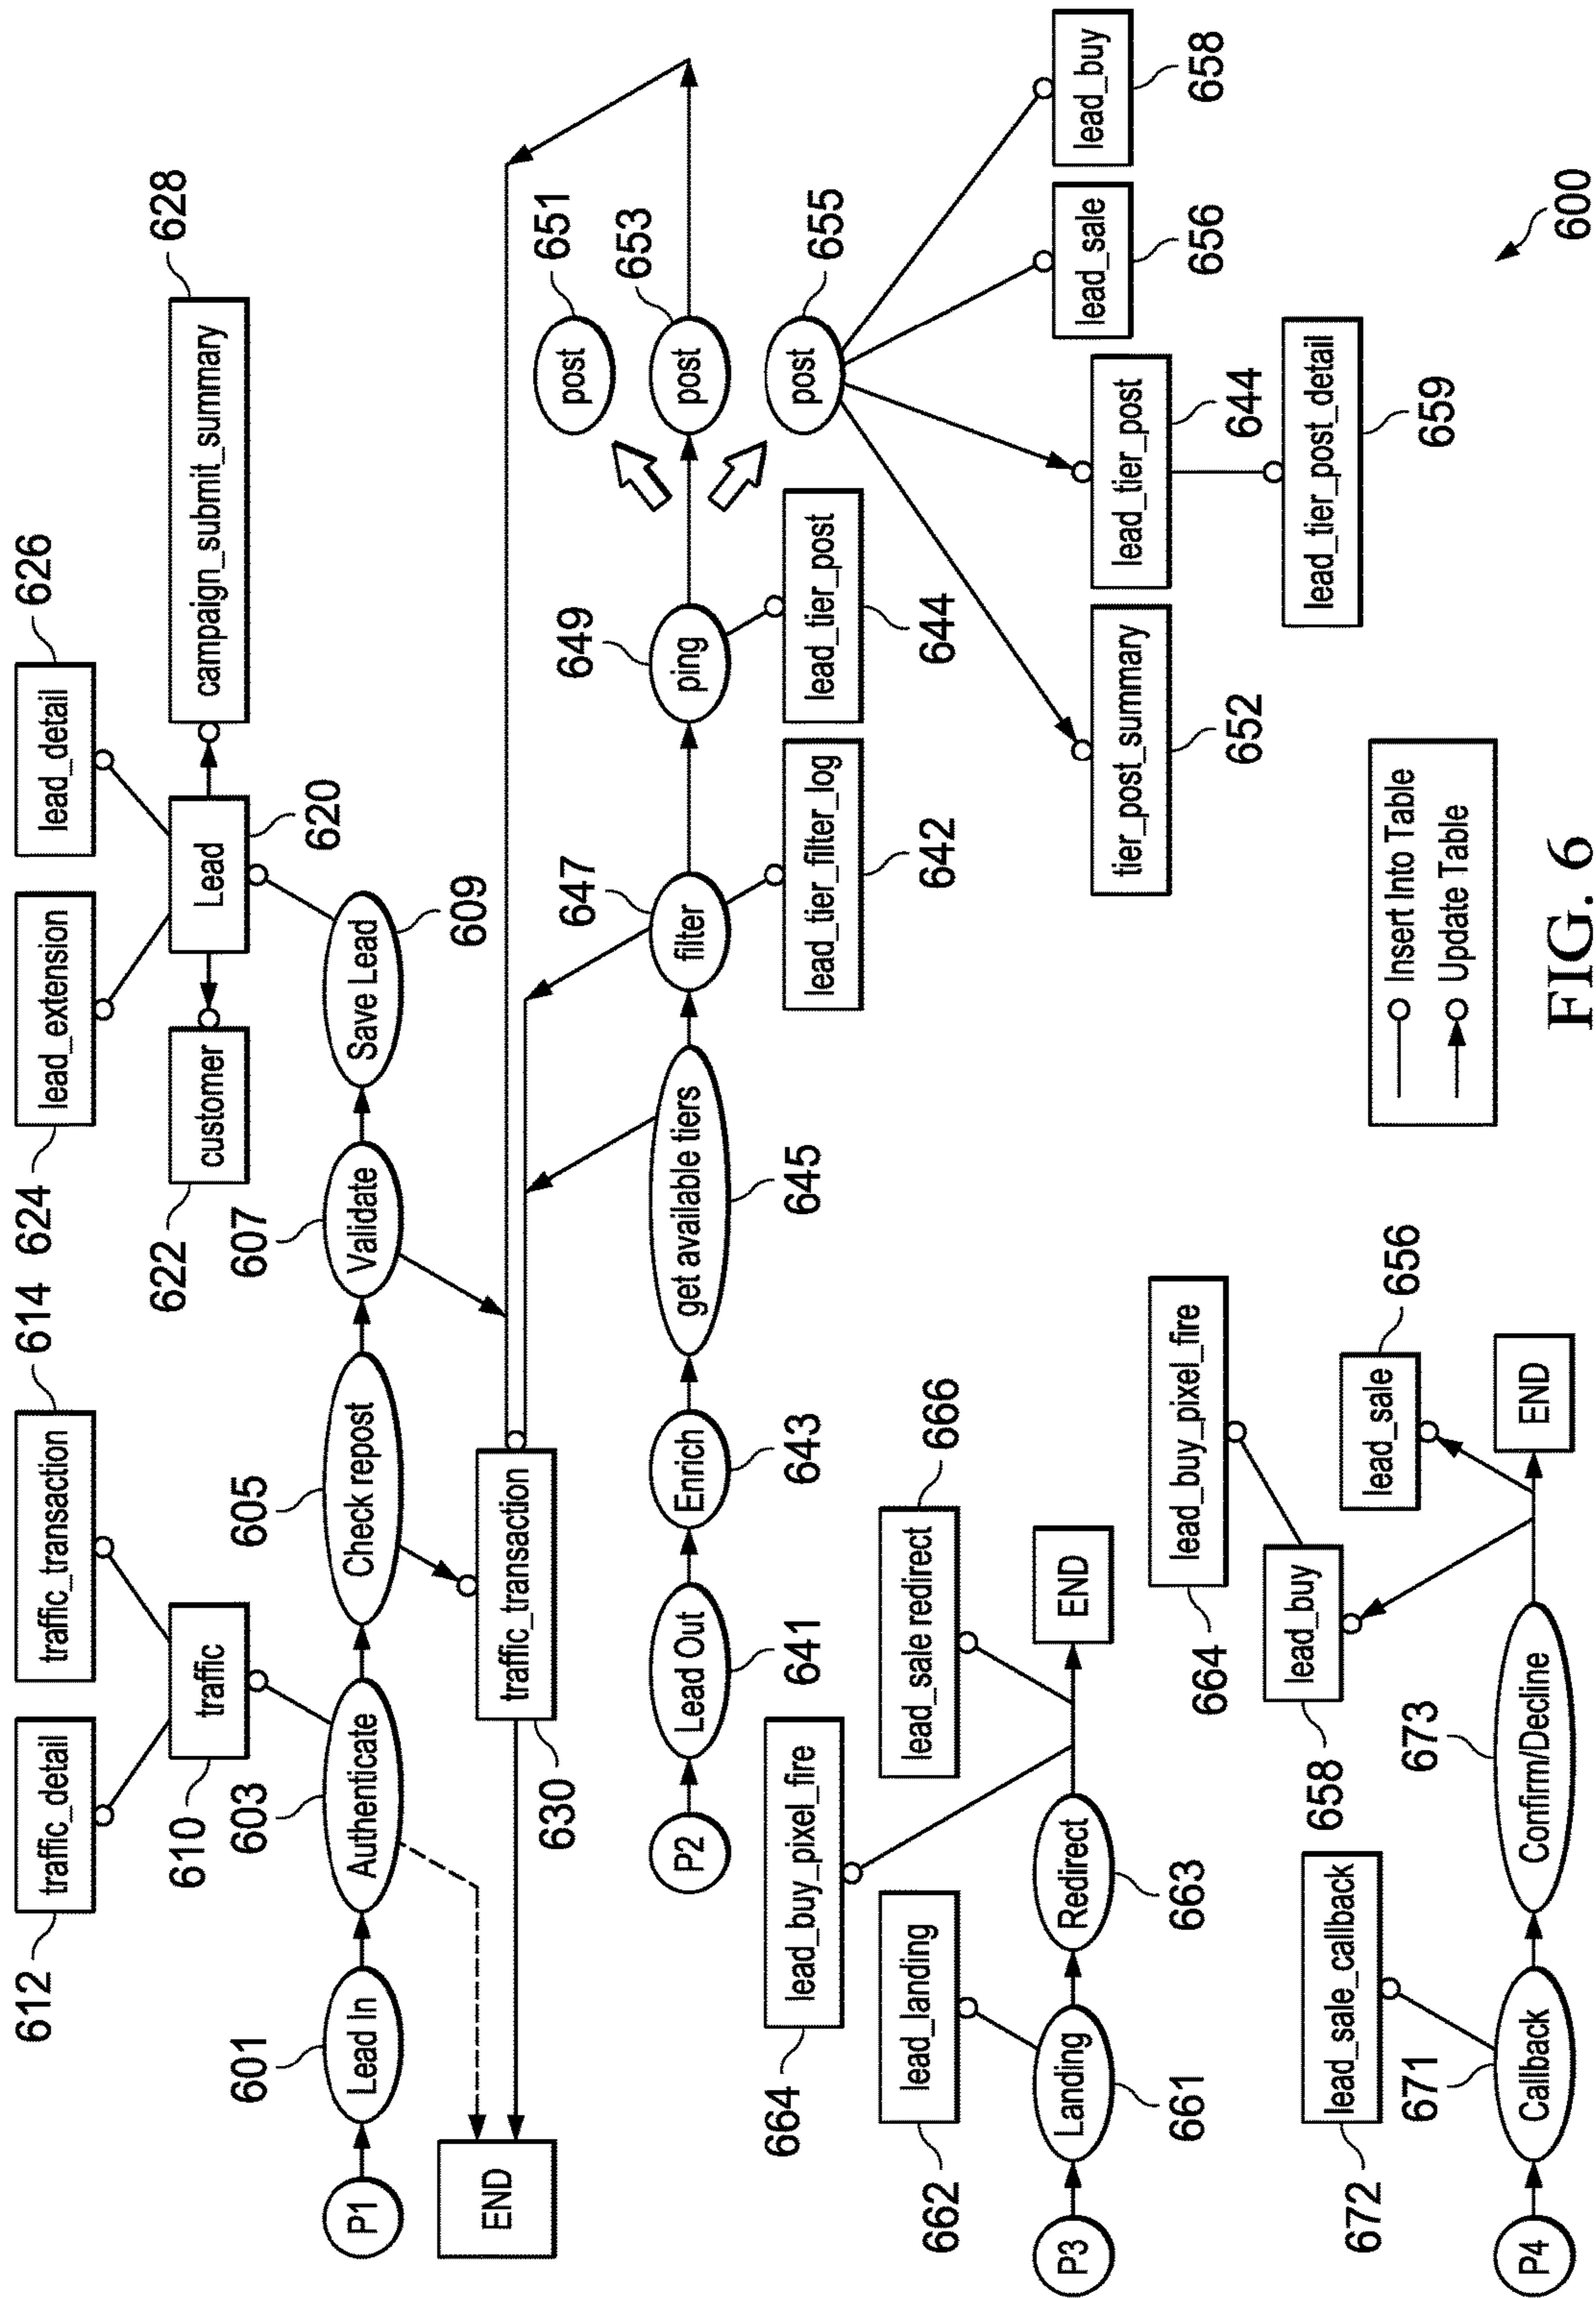 612
traffic_detail
614
traffic_transaction
624
lead_extension
626
lead_detail
610
traffic
622
customer
Lead
620
campaign_submit_summary
628
601
603
605
607
P1
Lead In
Authenticate
Check repost
Validate
Save Lead
609
END
traffic_transaction
630
P2
Lead Out
641
Enrich
643
get available tiers
645
647
filter
649
ping
post
651
post
653
post
655
lead_tier_filter_log
642
lead_tier_post
644
tier_post_summary
652
lead_tier_post
644
lead_sale
656
lead_buy
658
lead_tier_post_detail
659
664
lead_buy_pixel_fire
662
lead_landing
lead_sale redirect
666
P3
Landing
661
Redirect
663
END
664
lead_buy_pixel_fire
658
lead_buy
lead_sale
656
672
lead_sale_callback
671
673
P4
Callback
Confirm/Decline
END
Insert Into Table
Update Table
600
FIG. 6